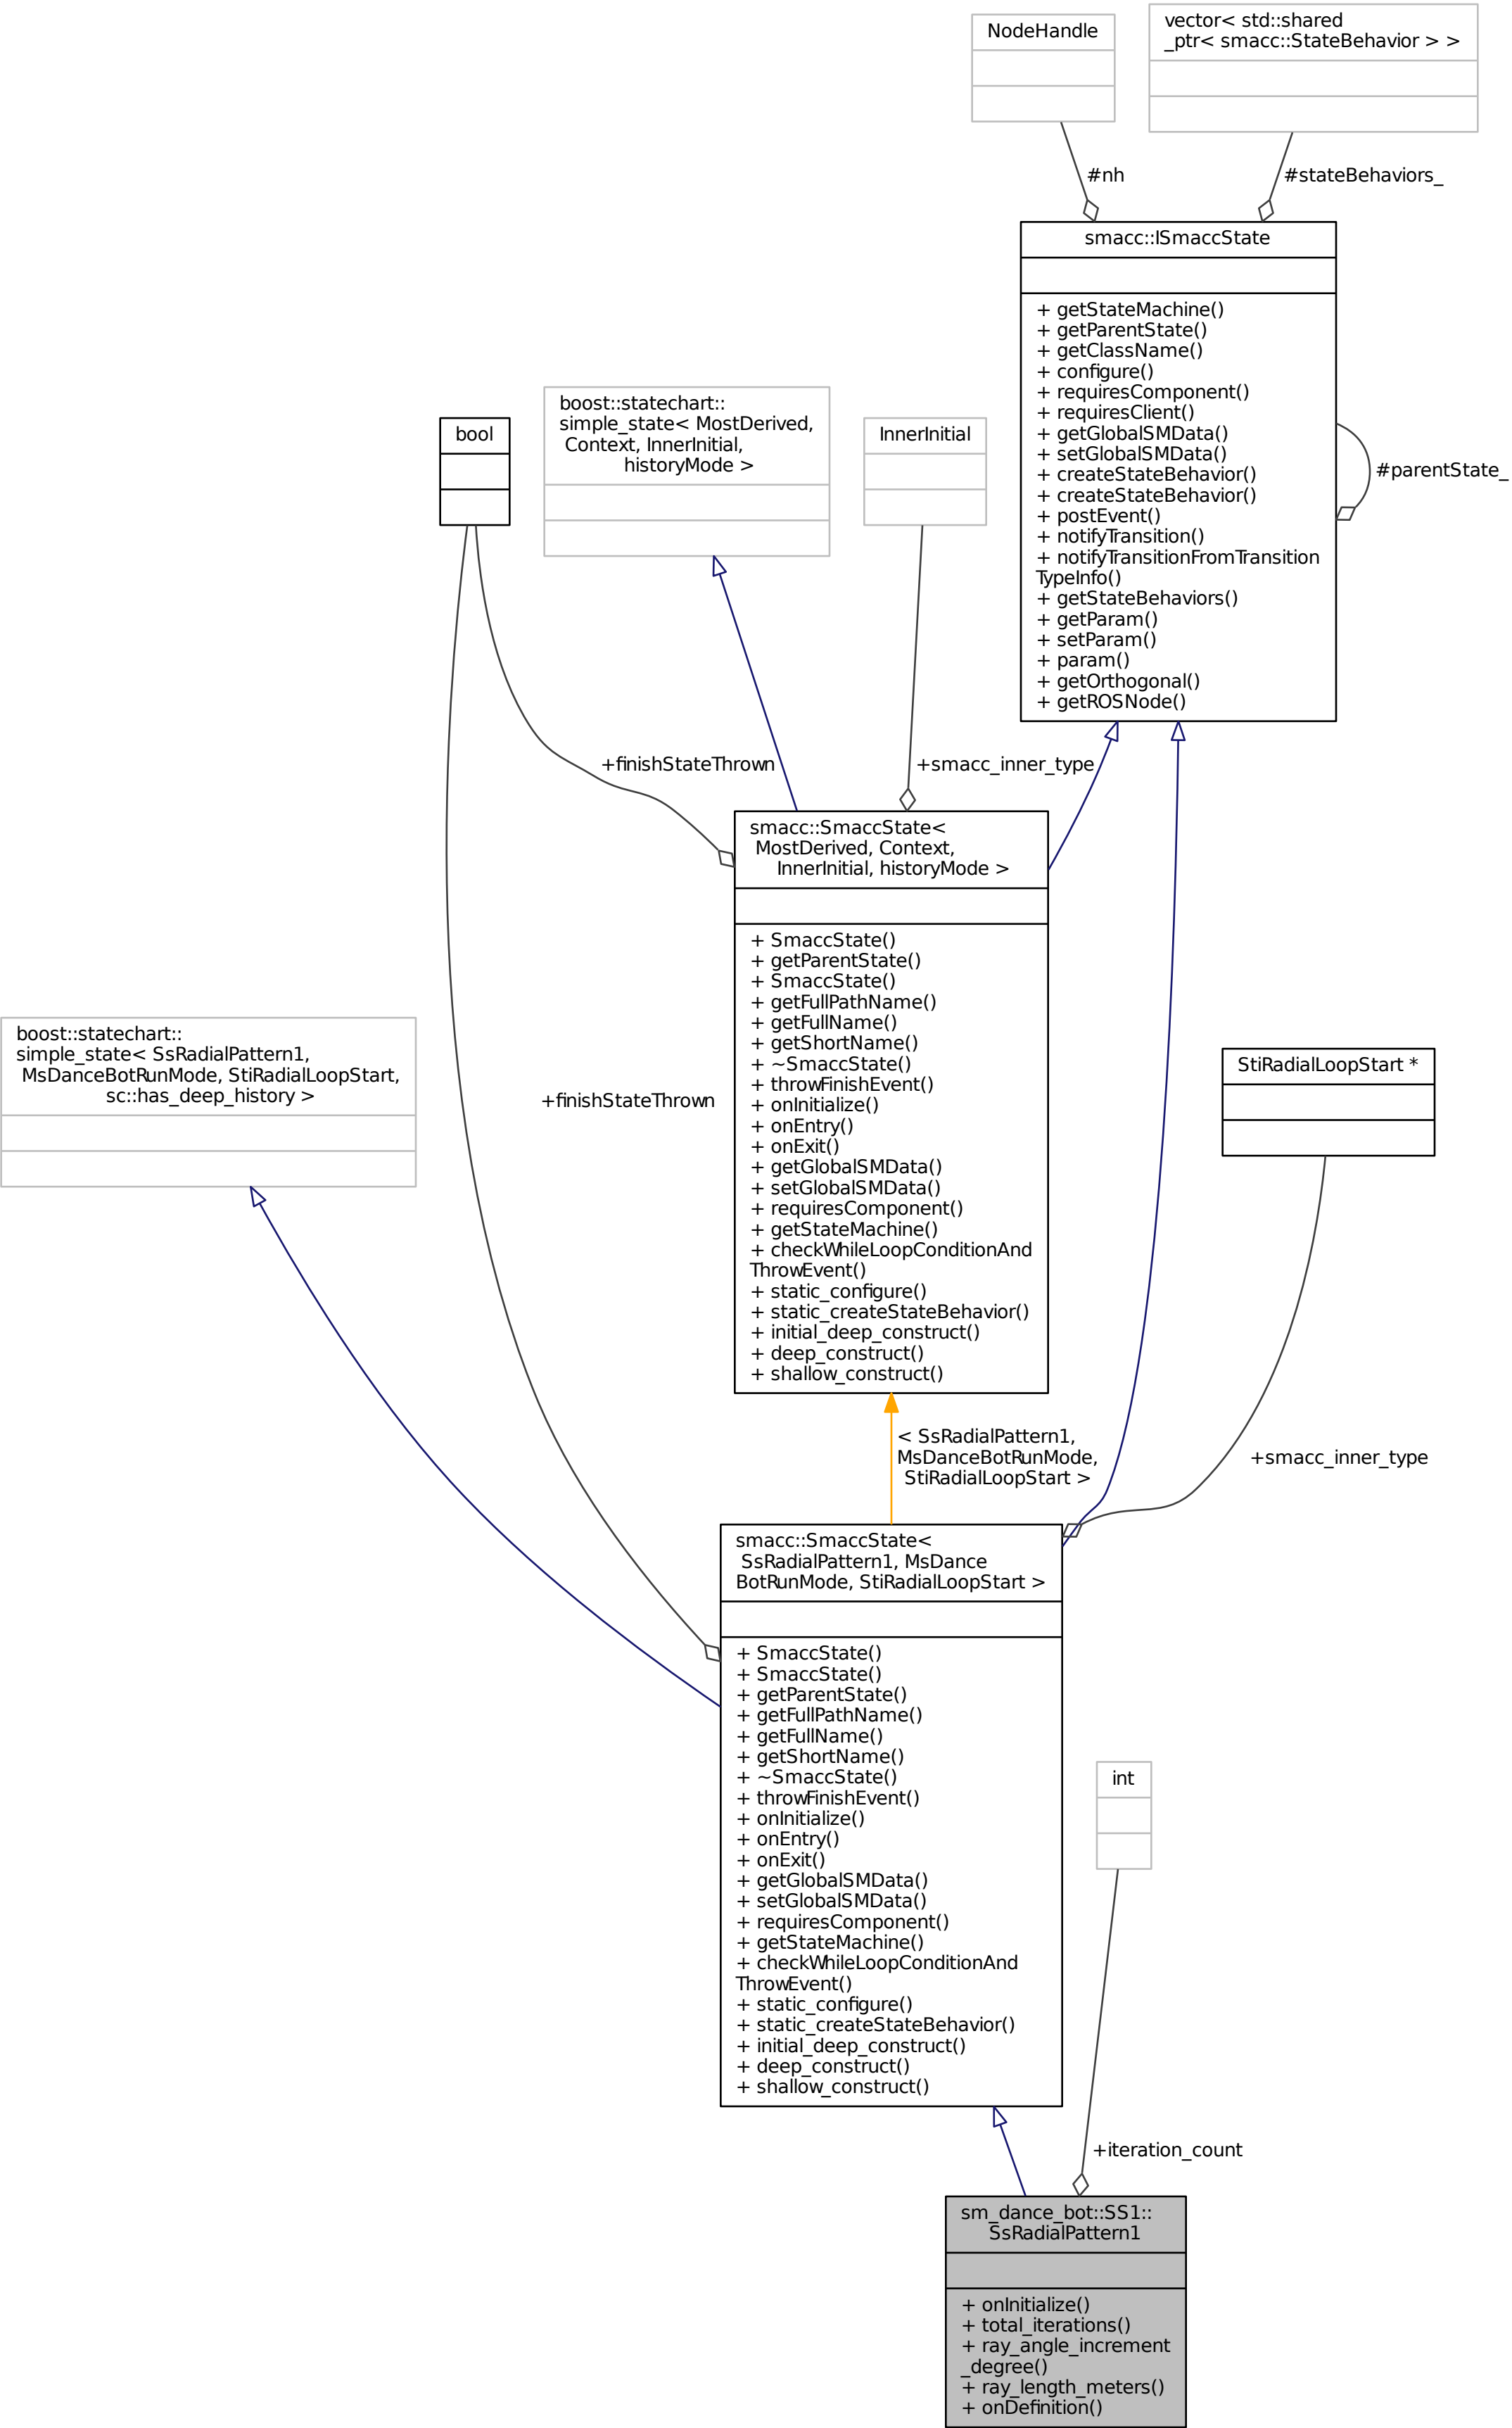 NodeHandle
vector< std::shared
_ptr< smacc::StateBehavior > >
#nh
#stateBehaviors_
smacc::ISmaccState
+ getStateMachine()
+ getParentState()
+ getClassName()
+ configure()
+ requiresComponent()
+ requiresClient()
+ getGlobalSMData()
+ setGlobalSMData()
+ createStateBehavior()
+ createStateBehavior()
+ postEvent()
+ notifyTransition()
+ notifyTransitionFromTransition
TypeInfo()
+ getStateBehaviors()
+ getParam()
+ setParam()
+ param()
+ getOrthogonal()
+ getROSNode()
#parentState_
bool
boost::statechart::
simple_state< MostDerived,
Context, InnerInitial,
historyMode >
InnerInitial
+finishStateThrown
+smacc_inner_type
smacc::SmaccState<
MostDerived, Context,
InnerInitial, historyMode >
+ SmaccState()
+ getParentState()
+ SmaccState()
+ getFullPathName()
+ getFullName()
+ getShortName()
+ ~SmaccState()
+ throwFinishEvent()
+ onInitialize()
+ onEntry()
+ onExit()
+ getGlobalSMData()
+ setGlobalSMData()
+ requiresComponent()
+ getStateMachine()
+ checkWhileLoopConditionAnd
ThrowEvent()
+ static_configure()
+ static_createStateBehavior()
+ initial_deep_construct()
+ deep_construct()
+ shallow_construct()
boost::statechart::
simple_state< SsRadialPattern1,
MsDanceBotRunMode, StiRadialLoopStart,
sc::has_deep_history >
+finishStateThrown
StiRadialLoopStart *
< SsRadialPattern1,
MsDanceBotRunMode,
StiRadialLoopStart >
+smacc_inner_type
smacc::SmaccState<
SsRadialPattern1, MsDance
BotRunMode, StiRadialLoopStart >
+ SmaccState()
+ SmaccState()
+ getParentState()
+ getFullPathName()
+ getFullName()
+ getShortName()
+ ~SmaccState()
+ throwFinishEvent()
+ onInitialize()
+ onEntry()
+ onExit()
+ getGlobalSMData()
+ setGlobalSMData()
+ requiresComponent()
+ getStateMachine()
+ checkWhileLoopConditionAnd
ThrowEvent()
+ static_configure()
+ static_createStateBehavior()
+ initial_deep_construct()
+ deep_construct()
+ shallow_construct()
int
+iteration_count
sm_dance_bot::SS1::
SsRadialPattern1
+ onInitialize()
+ total_iterations()
+ ray_angle_increment
_degree()
+ ray_length_meters()
+ onDefinition()